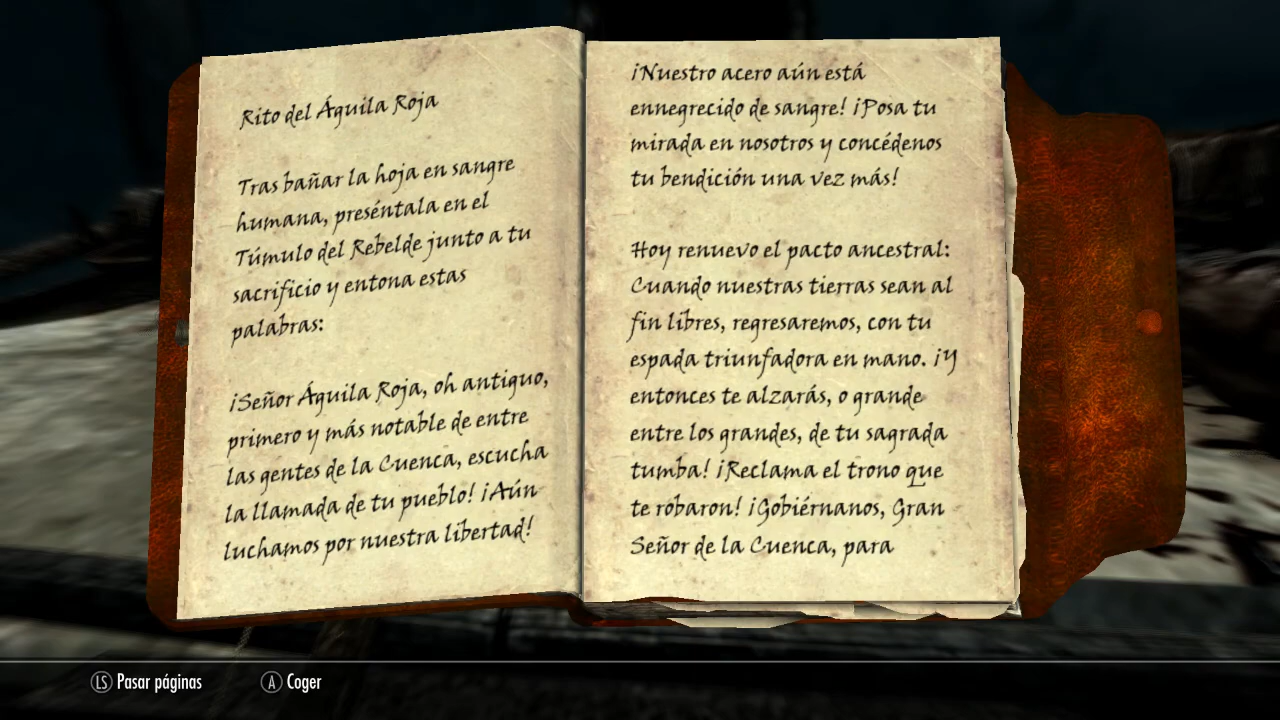 Rito del Águila Roja
Tras bañar la hoja en sangre
humana, preséntala en el
Túmulo del Rebelde junto a tu
sacrificio y entona estas
palabras:
¡Señor Águila Roja, oh antiguo,
primero y más notable de entre
las gentes de la Cuenca, escucha
la llamada de tu pueblo! ¡Aún
luchamos por nuestra libertad!
¡Nuestro acero aún está
ennegrecido de sangre! ¡Posa tu
mirada en nosotros y concédenos
tu bendición una vez más!
Hoy renuevo el pacto ancestral:
Cuando nuestras tierras sean al
fin libres, regresaremos, con tu
espada triunfadora en mano. ¡Y
entonces te alzarás, o grande
entre los grandes, de tu sagrada
tumba! ¡Reclama el trono que
te robaron! ¡Gobiérnanos, Gran
Señor de la Cuenca, para
LS Pasar páginas
A Coger